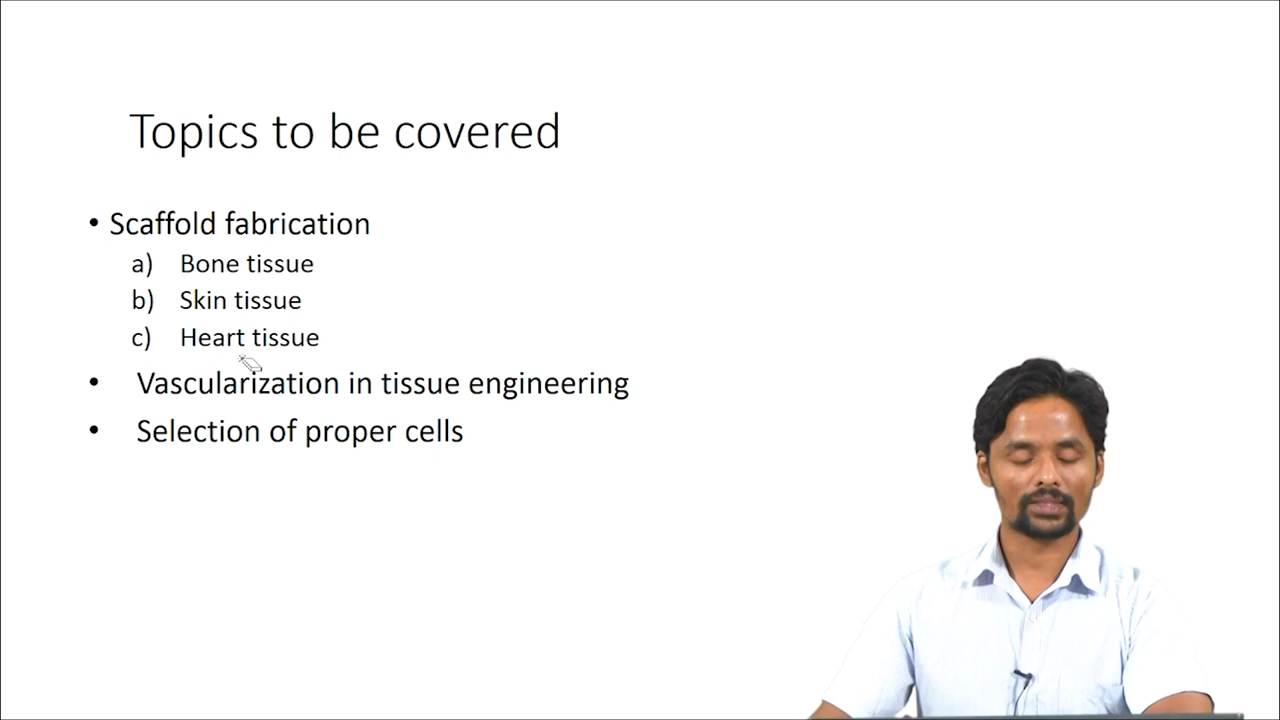 Topics to be covered
• Scaffold fabrication
a) Bone tissue
b) Skin tissue
c) Heart tissue
• Vascularization in tissue engineering
• Selection of proper cells